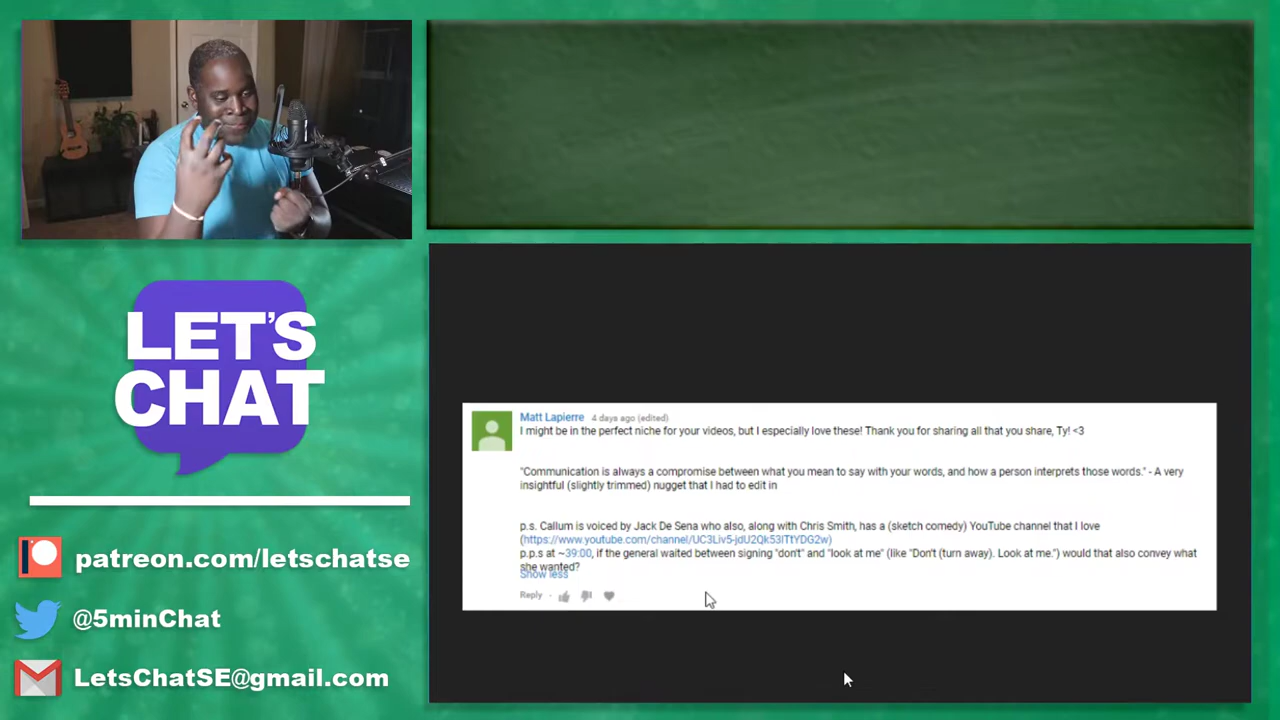 LET'S
CHAT
patreon.com/letschatse
@5minChat
LetsChatSE@gmail.com
Matt Lapierre 4 days ago (edited)
I might be in the perfect niche for your videos, but I especially love these! Thank you for sharing all that you share, Ty! <3
"Communication is always a compromise between what you mean to say with your words, and how a person interprets those words." - A very
insightful (slightly trimmed) nugget that I had to edit in
p.s. Callum is voiced by Jack De Sena who also, along with Chris Smith, has a (sketch comedy) YouTube channel that I love
(https://www.youtube.com/channel/UC3Liv5-jdU2Qk53ITtYDG2w)
p.p.s at ~39:00, if the general waited between signing "don't" and "look at me" (like "Don't (turn away). Look at me.") would that also convey what
she wanted?
Show less
Reply